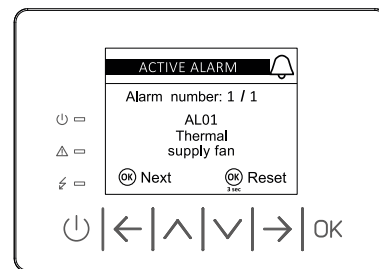 ACTIVE ALARM
Alarm number: 1 / 1
AL01
Thermal
supply fan
OK Next OK Reset
3 sec
OK